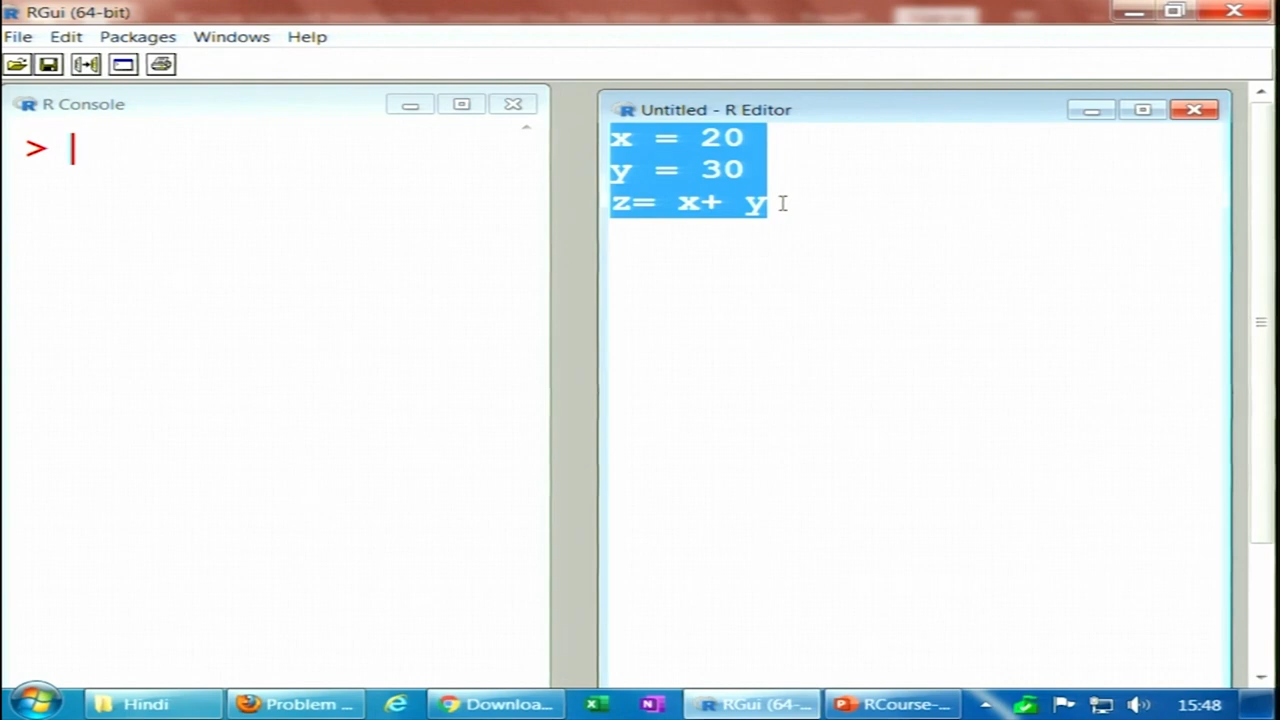 RGui (64-bit)
File Edit Packages Windows Help
R Console
>
Untitled - R Editor
x = 20
y = 30
z= x+ y
Hindi
Problem ...
Downloa...
RGui (64-...
RCourse-...
15:48